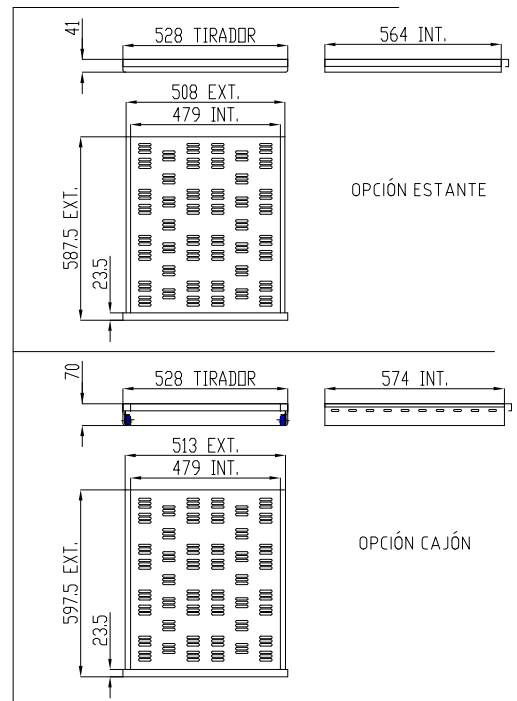 41
528 TIRADOR
564 INT.
508 EXT.
479 INT.
587.5 EXT.
23.5
OPCIÓN ESTANTE
70
528 TIRADOR
574 INT.
513 EXT.
479 INT.
597.5 EXT.
23.5
OPCIÓN CAJÓN